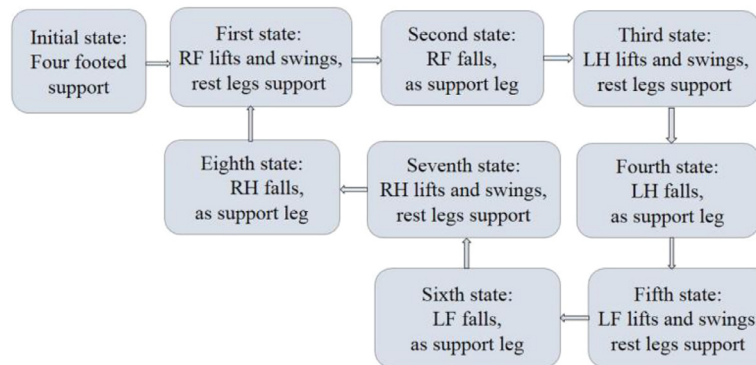 Initial state:
Four footed
support
First state:
RF lifts and swings,
rest legs support
Second state:
RF falls,
as support leg
Third state:
LH lifts and swings,
rest legs support
Fourth state:
LH falls,
as support leg
Fifth state:
LF lifts and swings,
rest legs support
Sixth state:
LF falls,
as support leg
Seventh state:
RH lifts and swings,
rest legs support
Eighth state:
RH falls,
as support leg